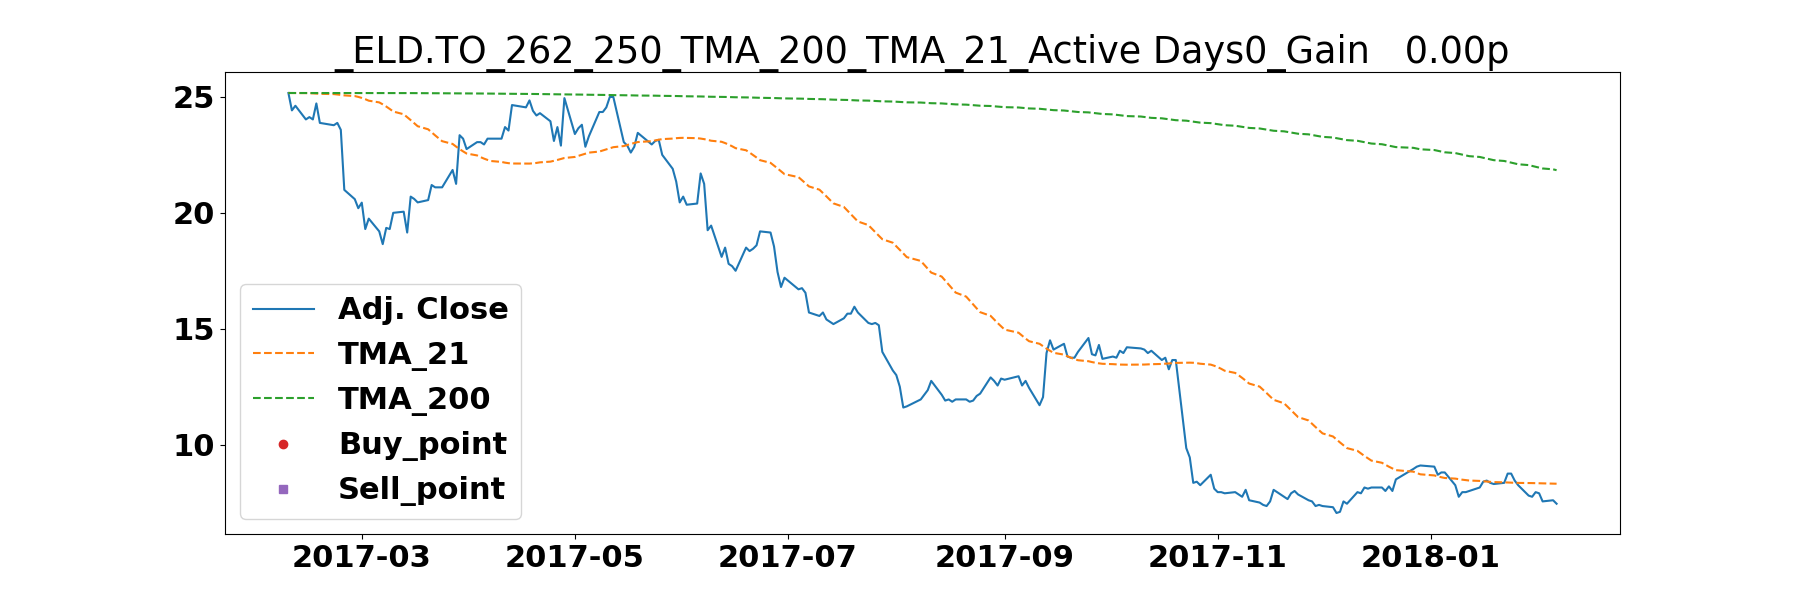 _ELD.TO_262_250_TMA_200_TMA_21_Active Days0_Gain   0.00p
25
20
15
10
Adj. Close
TMA_21
TMA_200
Buy_point
Sell_point
2017-03 2017-05 2017-07 2017-09 2017-11 2018-01